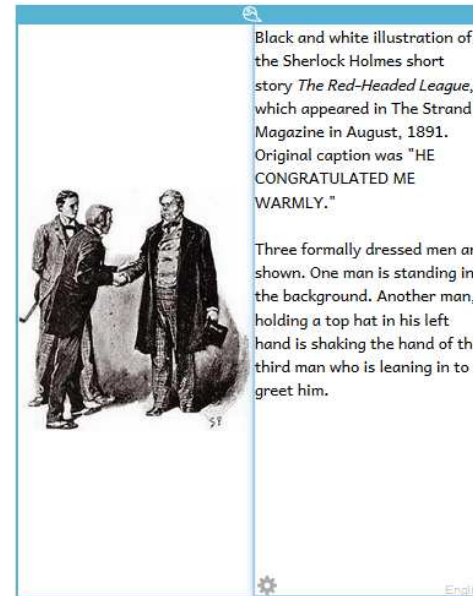 Black and white illustration of
the Sherlock Holmes short
story The Red-Headed League,
which appeared in The Strand
Magazine in August, 1891.
Original caption was "HE
CONGRATULATED ME
WARMLY."
Three formally dressed men ar
shown. One man is standing in
the background. Another man,
holding a top hat in his left
hand is shaking the hand of th
third man who is leaning in to
greet him.
SP
Engli